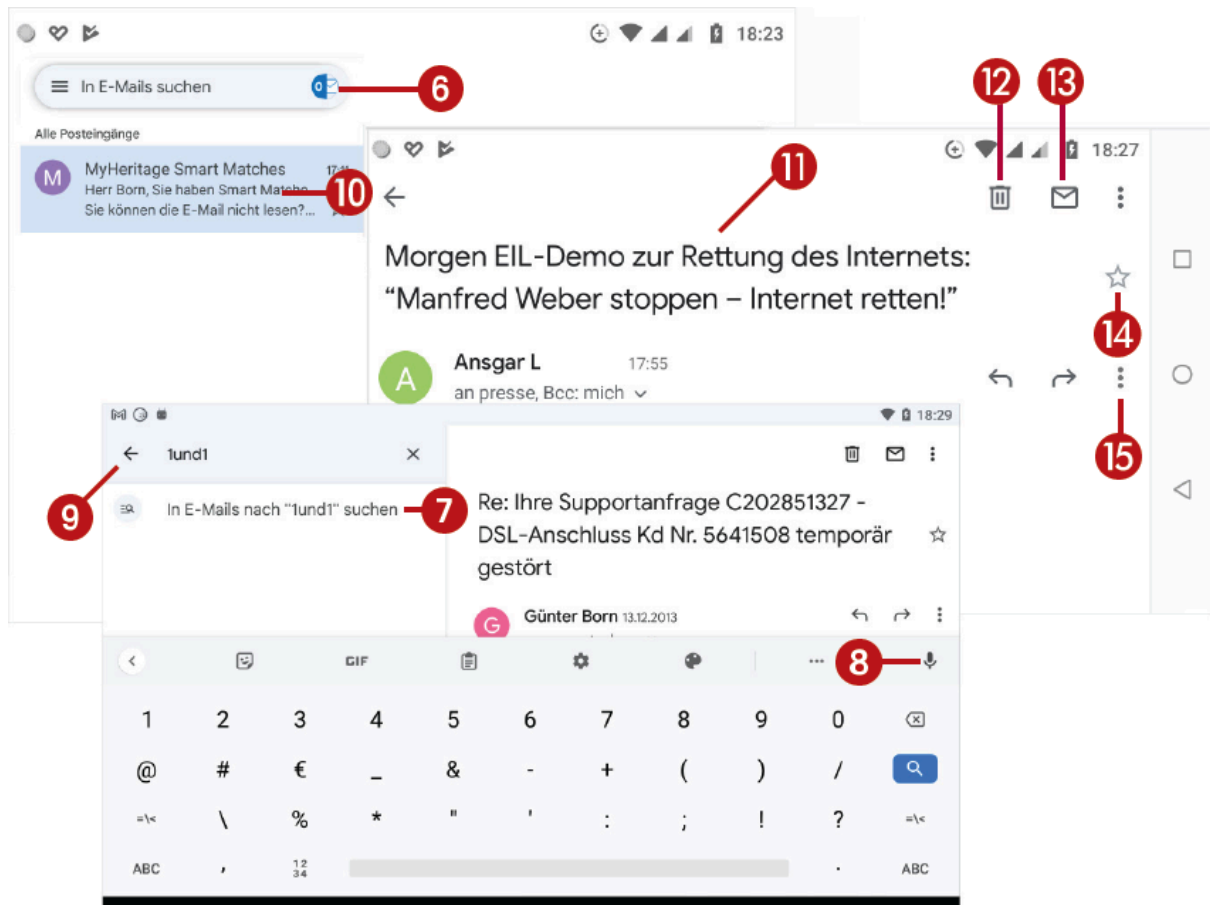 18:23
In E-Mails suchen
6
12
13
Alle Posteingänge
MyHeritage Smart Matches
Herr Born, Sie haben Smart Matche
10
Sie können die E-Mail nicht lesen?...
M
11
18:27
Morgen EIL-Demo zur Rettung des Internets:
“Manfred Weber stoppen – Internet retten!”
14
A
Ansgar L 17:55
an presse, Bcc: mich
15
18:29
1und1
9
In E-Mails nach "1und1" suchen
7
Re: Ihre Supportanfrage C202851327 -
DSL-Anschluss Kd Nr. 5641508 temporär
gestört
G
Günter Born 13.12.2013
GIF
...
8
1 2 3 4 5 6 7 8 9 0
@ # € _ & - + ( ) /
=\< \ % * " ' : ; ! ? =\<
ABC , 12 34 . ABC